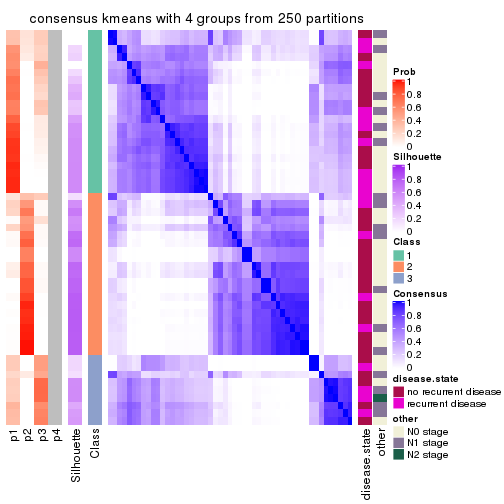 consensus kmeans with 4 groups from 250 partitions
Prob
1
0.8
0.6
0.4
0.2
0
Silhouette
1
0.8
0.6
0.4
0.2
0
Class
1
2
3
Consensus
1
0.8
0.6
0.4
0.2
0
disease.state
no recurrent disease
recurrent disease
other
N0 stage
N1 stage
N2 stage
p1
p2
p3
p4
Silhouette
Class
disease.state
other